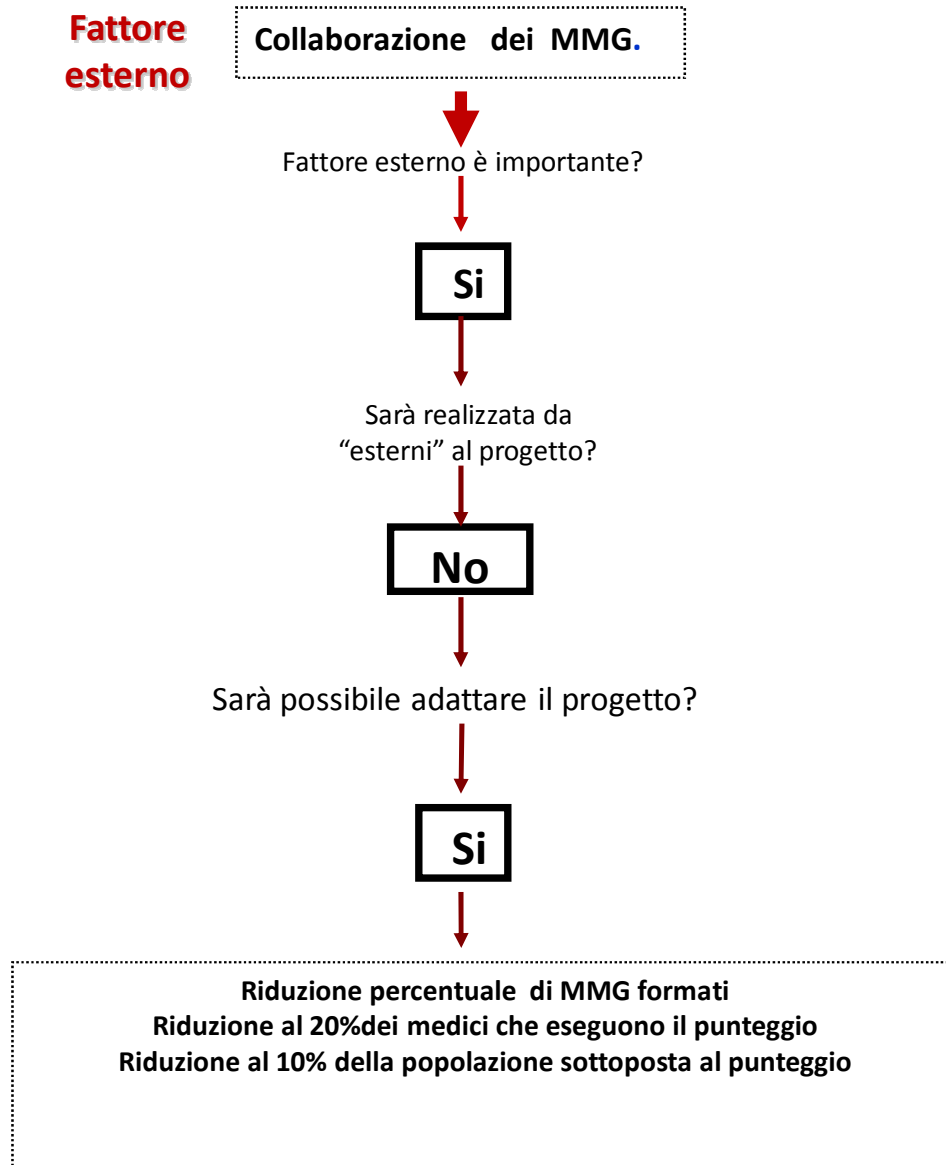 Fattore
esterno
Collaborazione dei MMG.
Fattore esterno è importante?
Si
Sarà realizzata da
“esterni” al progetto?
No
Sarà possibile adattare il progetto?
Si
Riduzione percentuale di MMG formati
Riduzione al 20%dei medici che eseguono il punteggio
Riduzione al 10% della popolazione sottoposta al punteggio